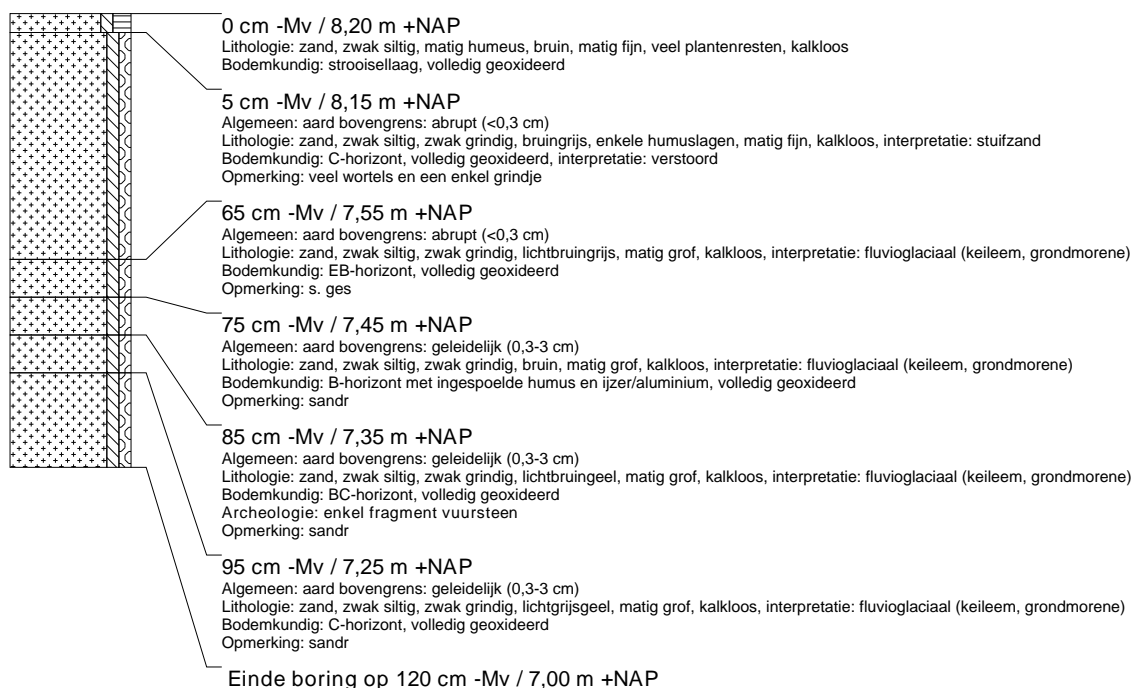 0 cm -Mv / 8,20 m +NAP
Lithologie: zand, zwak siltig, matig humeus, bruin, matig fijn, veel plantenresten, kalkloos
Bodemkundig: strooisellaag, volledig geoxideerd
5 cm -Mv / 8,15 m +NAP
Algemeen: aard bovengrens: abrupt (<0,3 cm)
Lithologie: zand, zwak siltig, zwak grindig, bruingrijs, enkele humuslagen, matig fijn, kalkloos, interpretatie: stuifzand
Bodemkundig: C-horizont, volledig geoxideerd, interpretatie: verstoord
Opmerking: veel wortels en een enkel grindje
65 cm -Mv / 7,55 m +NAP
Algemeen: aard bovengrens: abrupt (<0,3 cm)
Lithologie: zand, zwak siltig, zwak grindig, lichtbruingrijs, matig grof, kalkloos, interpretatie: fluvioglaciaal (keileem, grondmorene)
Bodemkundig: EB-horizont, volledig geoxideerd
Opmerking: s. ges
75 cm -Mv / 7,45 m +NAP
Algemeen: aard bovengrens: geleidelijk (0,3-3 cm)
Lithologie: zand, zwak siltig, zwak grindig, bruin, matig grof, kalkloos, interpretatie: fluvioglaciaal (keileem, grondmorene)
Bodemkundig: B-horizont met ingespoelde humus en ijzer/aluminium, volledig geoxideerd
Opmerking: sandr
85 cm -Mv / 7,35 m +NAP
Algemeen: aard bovengrens: geleidelijk (0,3-3 cm)
Lithologie: zand, zwak siltig, zwak grindig, lichtbruingeel, matig grof, kalkloos, interpretatie: fluvioglaciaal (keileem, grondmorene)
Bodemkundig: BC-horizont, volledig geoxideerd
Archeologie: enkel fragment vuursteen
Opmerking: sandr
95 cm -Mv / 7,25 m +NAP
Algemeen: aard bovengrens: geleidelijk (0,3-3 cm)
Lithologie: zand, zwak siltig, zwak grindig, lichtgrijsgeel, matig grof, kalkloos, interpretatie: fluvioglaciaal (keileem, grondmorene)
Bodemkundig: C-horizont, volledig geoxideerd
Opmerking: sandr
Einde boring op 120 cm -Mv / 7,00 m +NAP